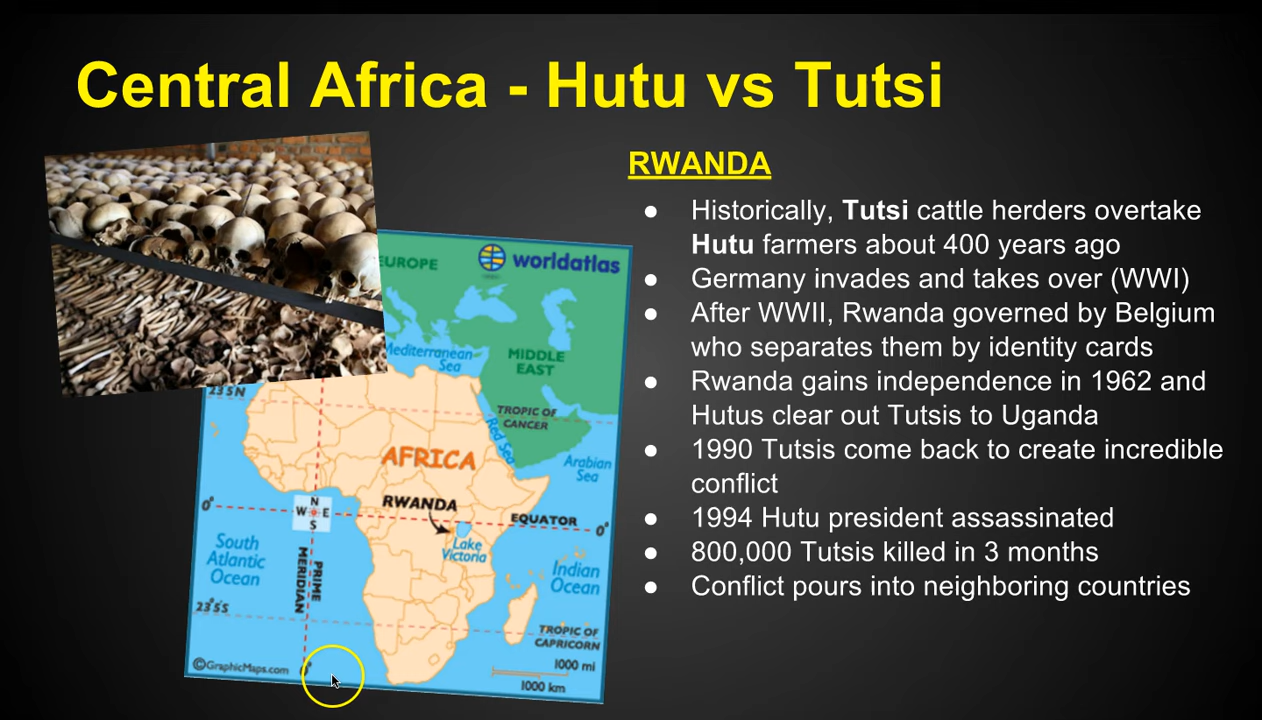 Central Africa - Hutu vs Tutsi
RWANDA
● Historically, Tutsi cattle herders overtake
Hutu farmers about 400 years ago
● Germany invades and takes over (WWI)
● After WWII, Rwanda governed by Belgium
who separates them by identity cards
● Rwanda gains independence in 1962 and
Hutus clear out Tutsis to Uganda
● 1990 Tutsis come back to create incredible
conflict
● 1994 Hutu president assassinated
● 800,000 Tutsis killed in 3 months
● Conflict pours into neighboring countries
EUROPE
worldatlas
Mediterranean
Sea
MIDDLE
EAST
23°5'N
TROPIC OF
CANCER
Red Sea
Arabian
Sea
AFRICA
RWANDA
0°
N
W E
S
EQUATOR
0°
Lake
Victoria
South
Atlantic
Ocean
PRIME
MERIDIAN
Indian
Ocean
23°5'S
TROPIC OF
CAPRICORN
©GraphicMaps.com
0°
1000 mi
1000 km